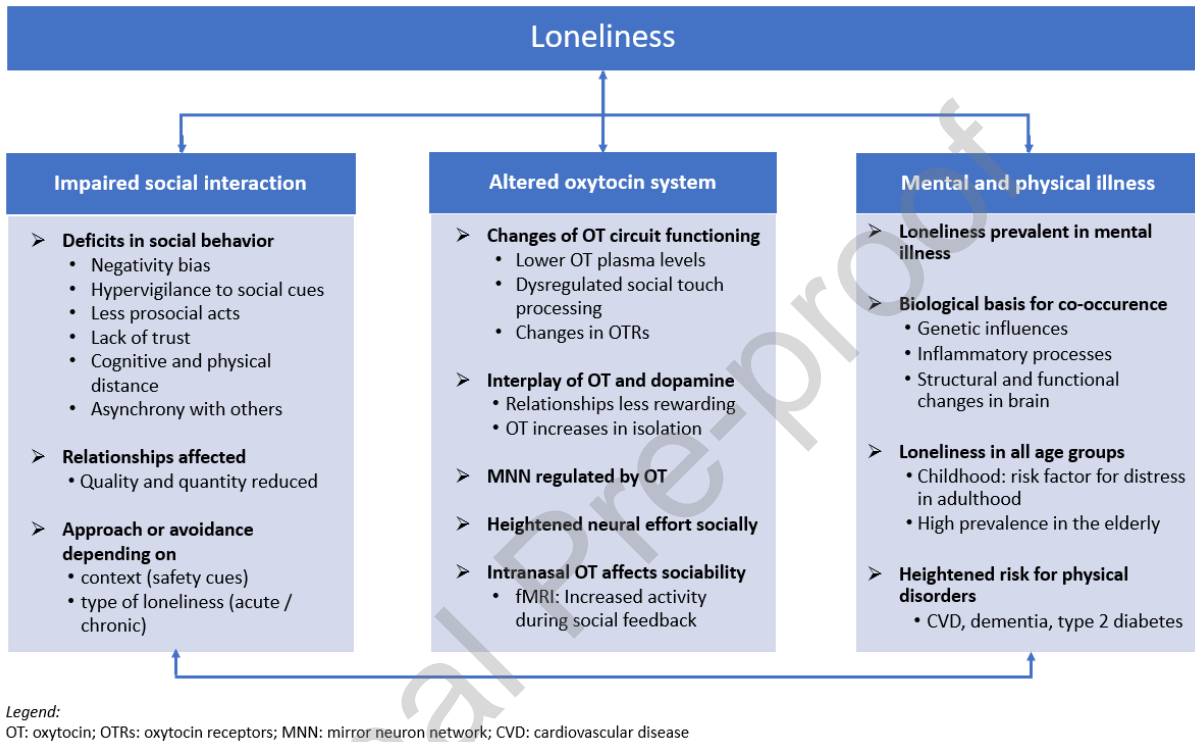 Loneliness
Impaired social interaction
➢ Deficits in social behavior
• Negativity bias
• Hypervigilance to social cues
• Less prosocial acts
• Lack of trust
• Cognitive and physical
distance
• Asynchrony with others
➢ Relationships affected
• Quality and quantity reduced
➢ Approach or avoidance
depending on
• context (safety cues)
• type of loneliness (acute /
chronic)
Altered oxytocin system
➢ Changes of OT circuit functioning
• Lower OT plasma levels
• Dysregulated social touch
processing
• Changes in OTRs
➢ Interplay of OT and dopamine
• Relationships less rewarding
• OT increases in isolation
➢ MNN regulated by OT
➢ Heightened neural effort socially
➢ Intranasal OT affects sociability
• fMRI: Increased activity
during social feedback
Mental and physical illness
➢ Loneliness prevalent in mental
illness
➢ Biological basis for co-occurence
• Genetic influences
• Inflammatory processes
• Structural and functional
changes in brain
➢ Loneliness in all age groups
• Childhood: risk factor for distress
in adulthood
• High prevalence in the elderly
➢ Heightened risk for physical
disorders
• CVD, dementia, type 2 diabetes
Legend:
OT: oxytocin; OTRs: oxytocin receptors; MNN: mirror neuron network; CVD: cardiovascular disease
nal Pre-proof